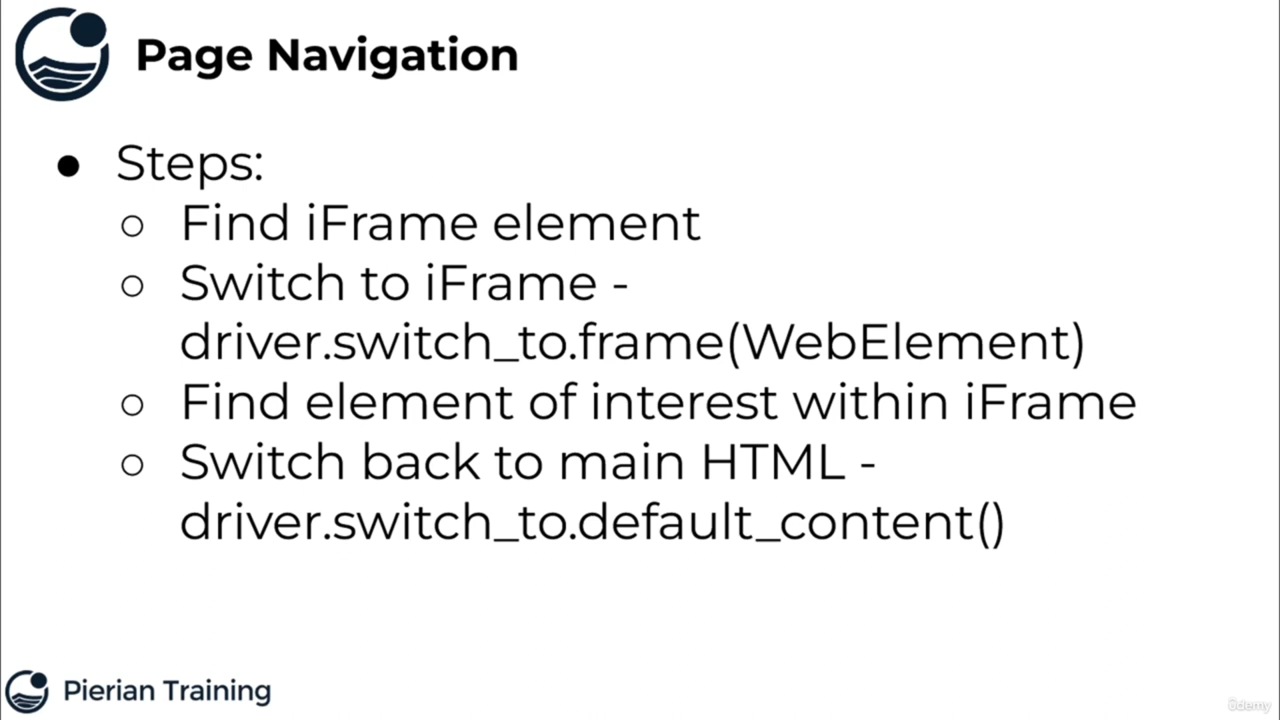 Page Navigation
● Steps:
○ Find iFrame element
○ Switch to iFrame -
driver.switch_to.frame(WebElement)
○ Find element of interest within iFrame
○ Switch back to main HTML -
driver.switch_to.default_content()
Pierian Training
ûdemy